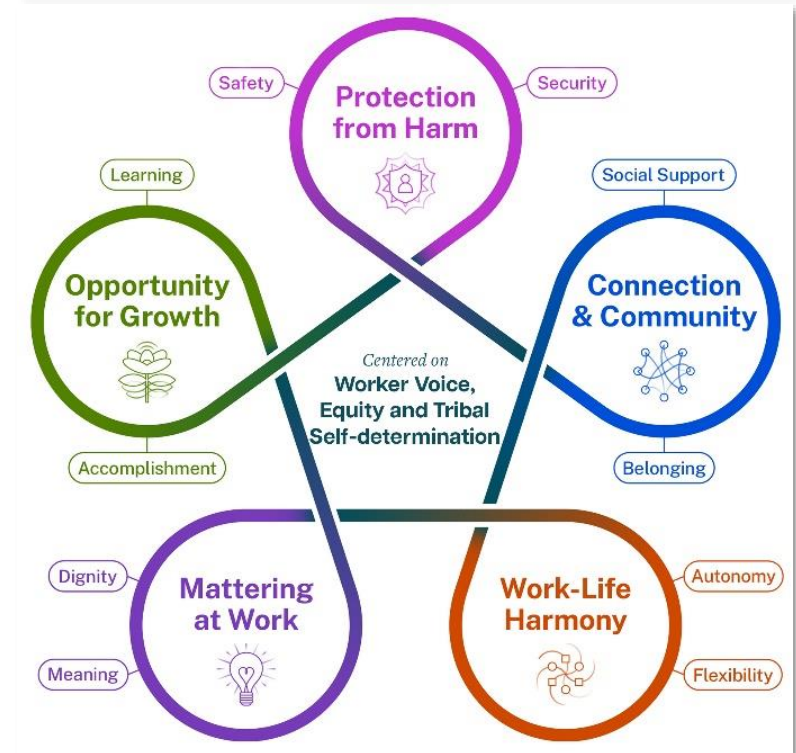 Safety
Protection
from Harm
Security
Learning
Opportunity
for Growth
Accomplishment
Social Support
Connection
& Community
Belonging
Centered on
Worker Voice,
Equity and Tribal
Self-determination
Dignity
Mattering
at Work
Meaning
Autonomy
Work-Life
Harmony
Flexibility